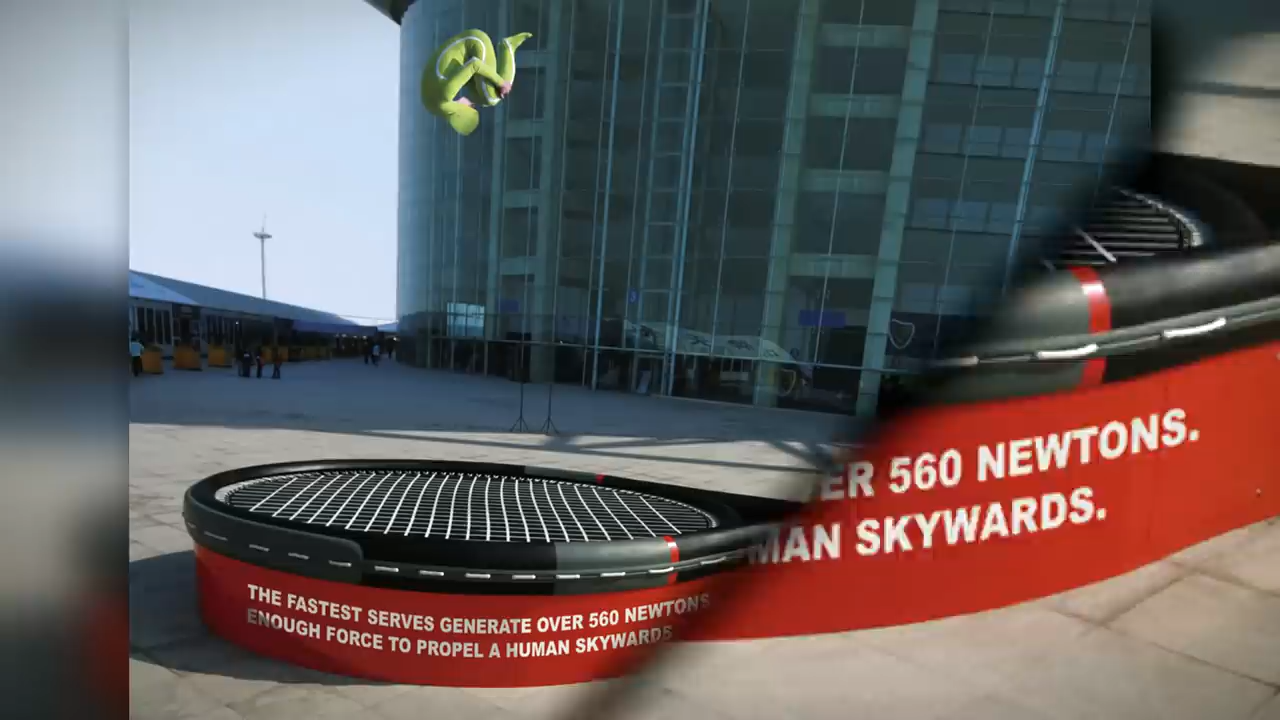 THE FASTEST SERVES GENERATE OVER 560 NEWTONS
ENOUGH FORCE TO PROPEL A HUMAN SKYWARDS
ER 560 NEWTONS.
MAN SKYWARDS.